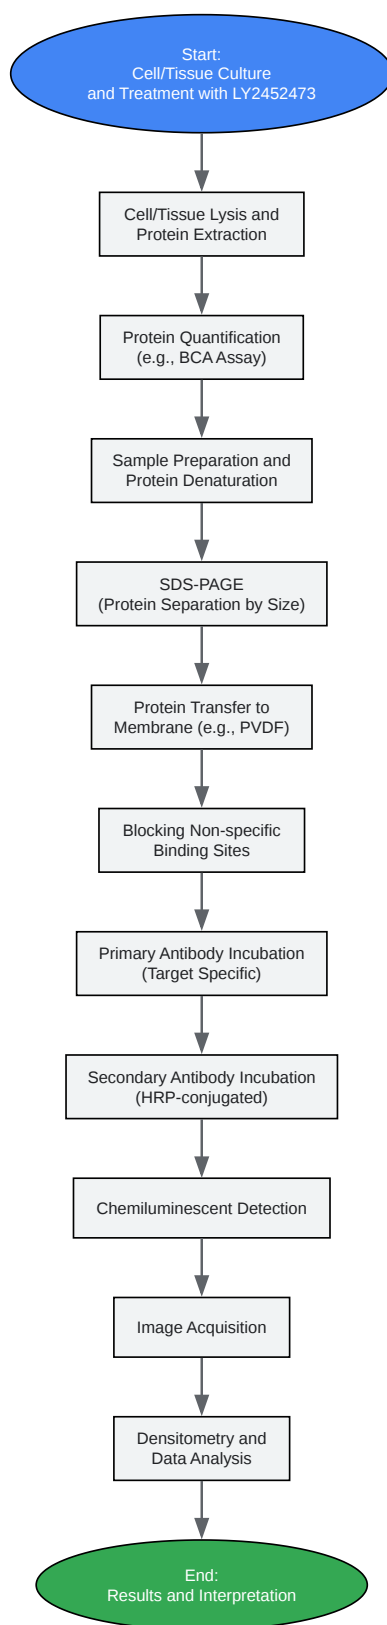 Start:
Cell/Tissue Culture
and Treatment with LY2452473
Cell/Tissue Lysis and
Protein Extraction
Protein Quantification
(e.g., BCA Assay)
Sample Preparation and
Protein Denaturation
SDS-PAGE
(Protein Separation by Size)
Protein Transfer to
Membrane (e.g., PVDF)
Blocking Non-specific
Binding Sites
Primary Antibody Incubation
(Target Specific)
Secondary Antibody Incubation
(HRP-conjugated)
Chemiluminescent Detection
Image Acquisition
Densitometry and
Data Analysis
End:
Results and Interpretation